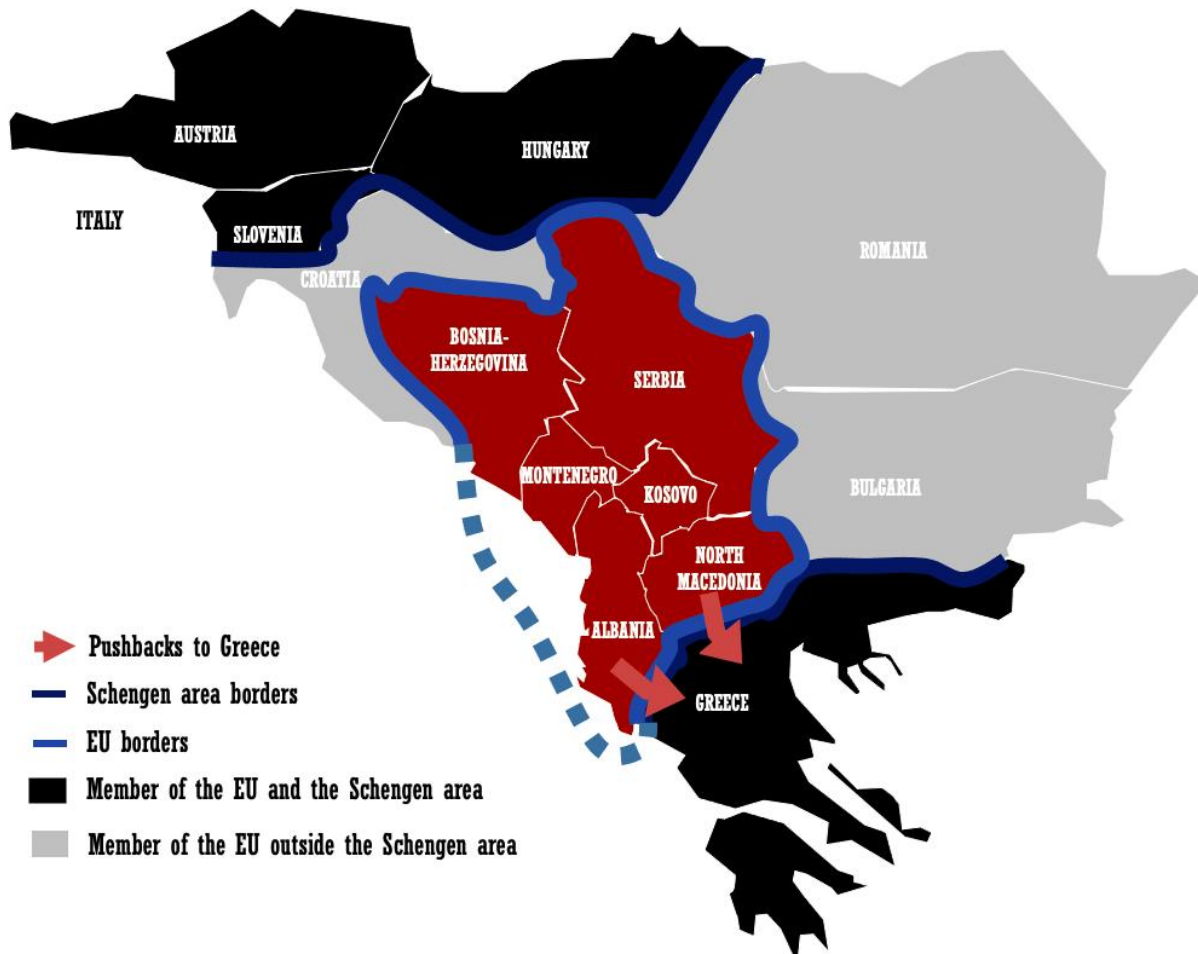 AUSTRIA
HUNGARY
ITALY
SLOVENIA
ROMANIA
CROATIA
BOSNIA-
HERZEGOVINA
SERBIA
MONTENEGRO
KOSOVO
BULGARIA
NORTH
MACEDONIA
ALBANIA
GREECE
Pushbacks to Greece
Schengen area borders
EU borders
Member of the EU and the Schengen area
Member of the EU outside the Schengen area